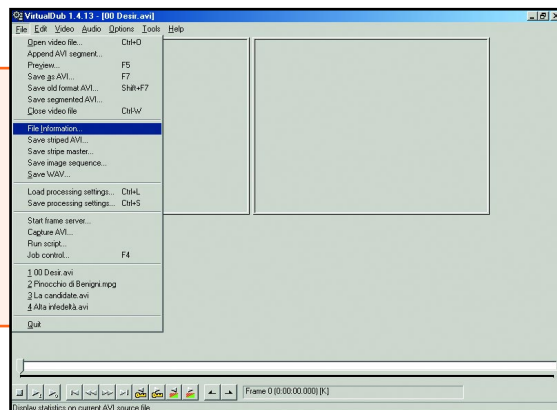 VirtualDub 1.4.13 - [00 Desir.avi]
File Edit Video Audio Options Tools Help
Open video file... Ctrl+O
Append AVI segment...
Preview... F5
Save as AVI... F7
Save old format AVI... Shift+F7
Save segmented AVI...
Close video file Ctrl-W
File Information...
Save striped AVI...
Save stripe master...
Save image sequence...
Save WAV...
Load processing settings... Ctrl+L
Save processing settings... Ctrl+S
Start frame server...
Capture AVI...
Run script...
Job control... F4
1 00 Desir.avi
2 Pinocchio di Benigni.mpg
3 La candidate.avi
4 Alta infedeltà.avi
Quit
Frame 0 (0:00:00.000) [K]
Display statistics on current AVI source file.